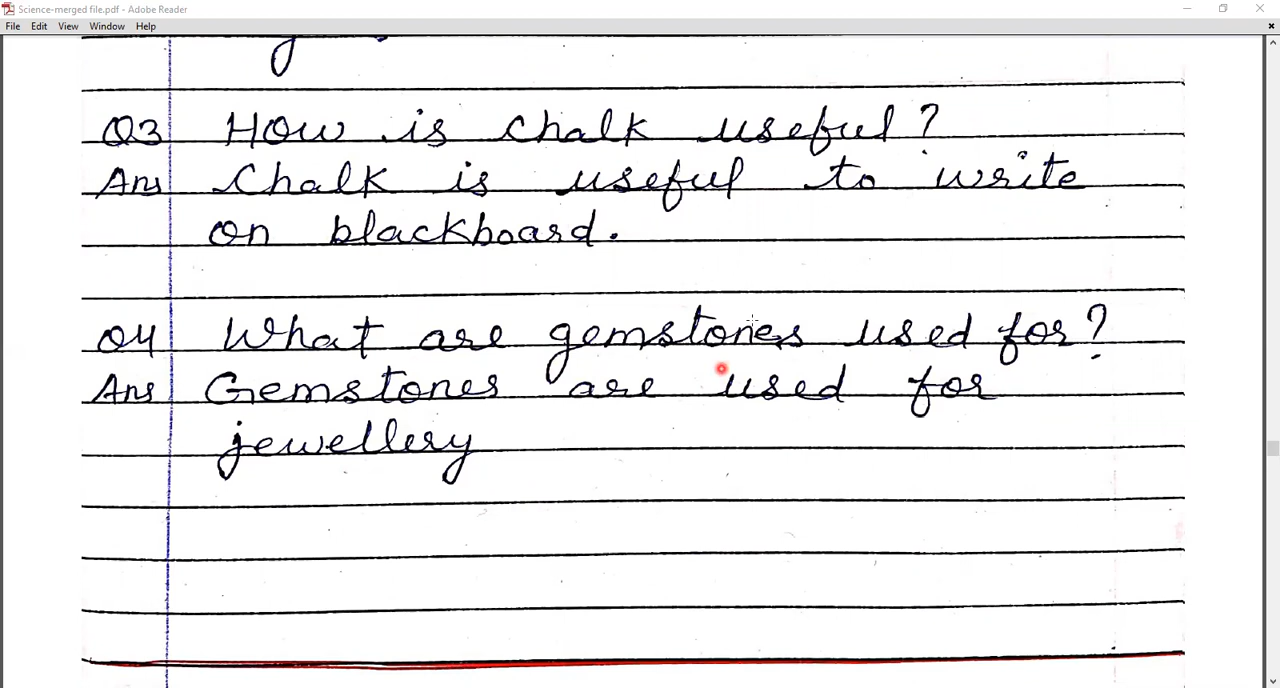 Science-merged file.pdf - Adobe Reader
File Edit View Window Help
Q3 How is chalk useful?
Ans Chalk is useful to write
on blackboard.
Q4 What are gemstones used for?
Ans Gemstones are used for
jewellery